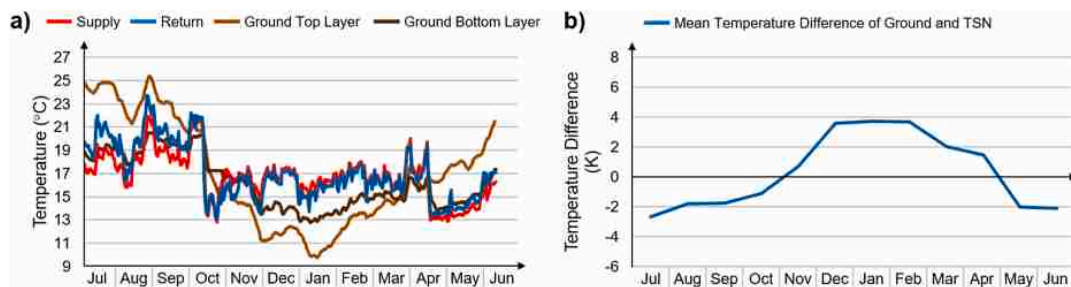 a)
Supply Return Ground Top Layer Ground Bottom Layer
Temperature (°C)
27
25
23
21
19
17
15
13
11
9
Jul Aug Sep Oct Nov Dec Jan Feb Mar Apr May Jun
b)
Mean Temperature Difference of Ground and TSN
Temperature Difference
(K)
8
6
4
2
0
-2
-4
-6
Jul Aug Sep Oct Nov Dec Jan Feb Mar Apr May Jun